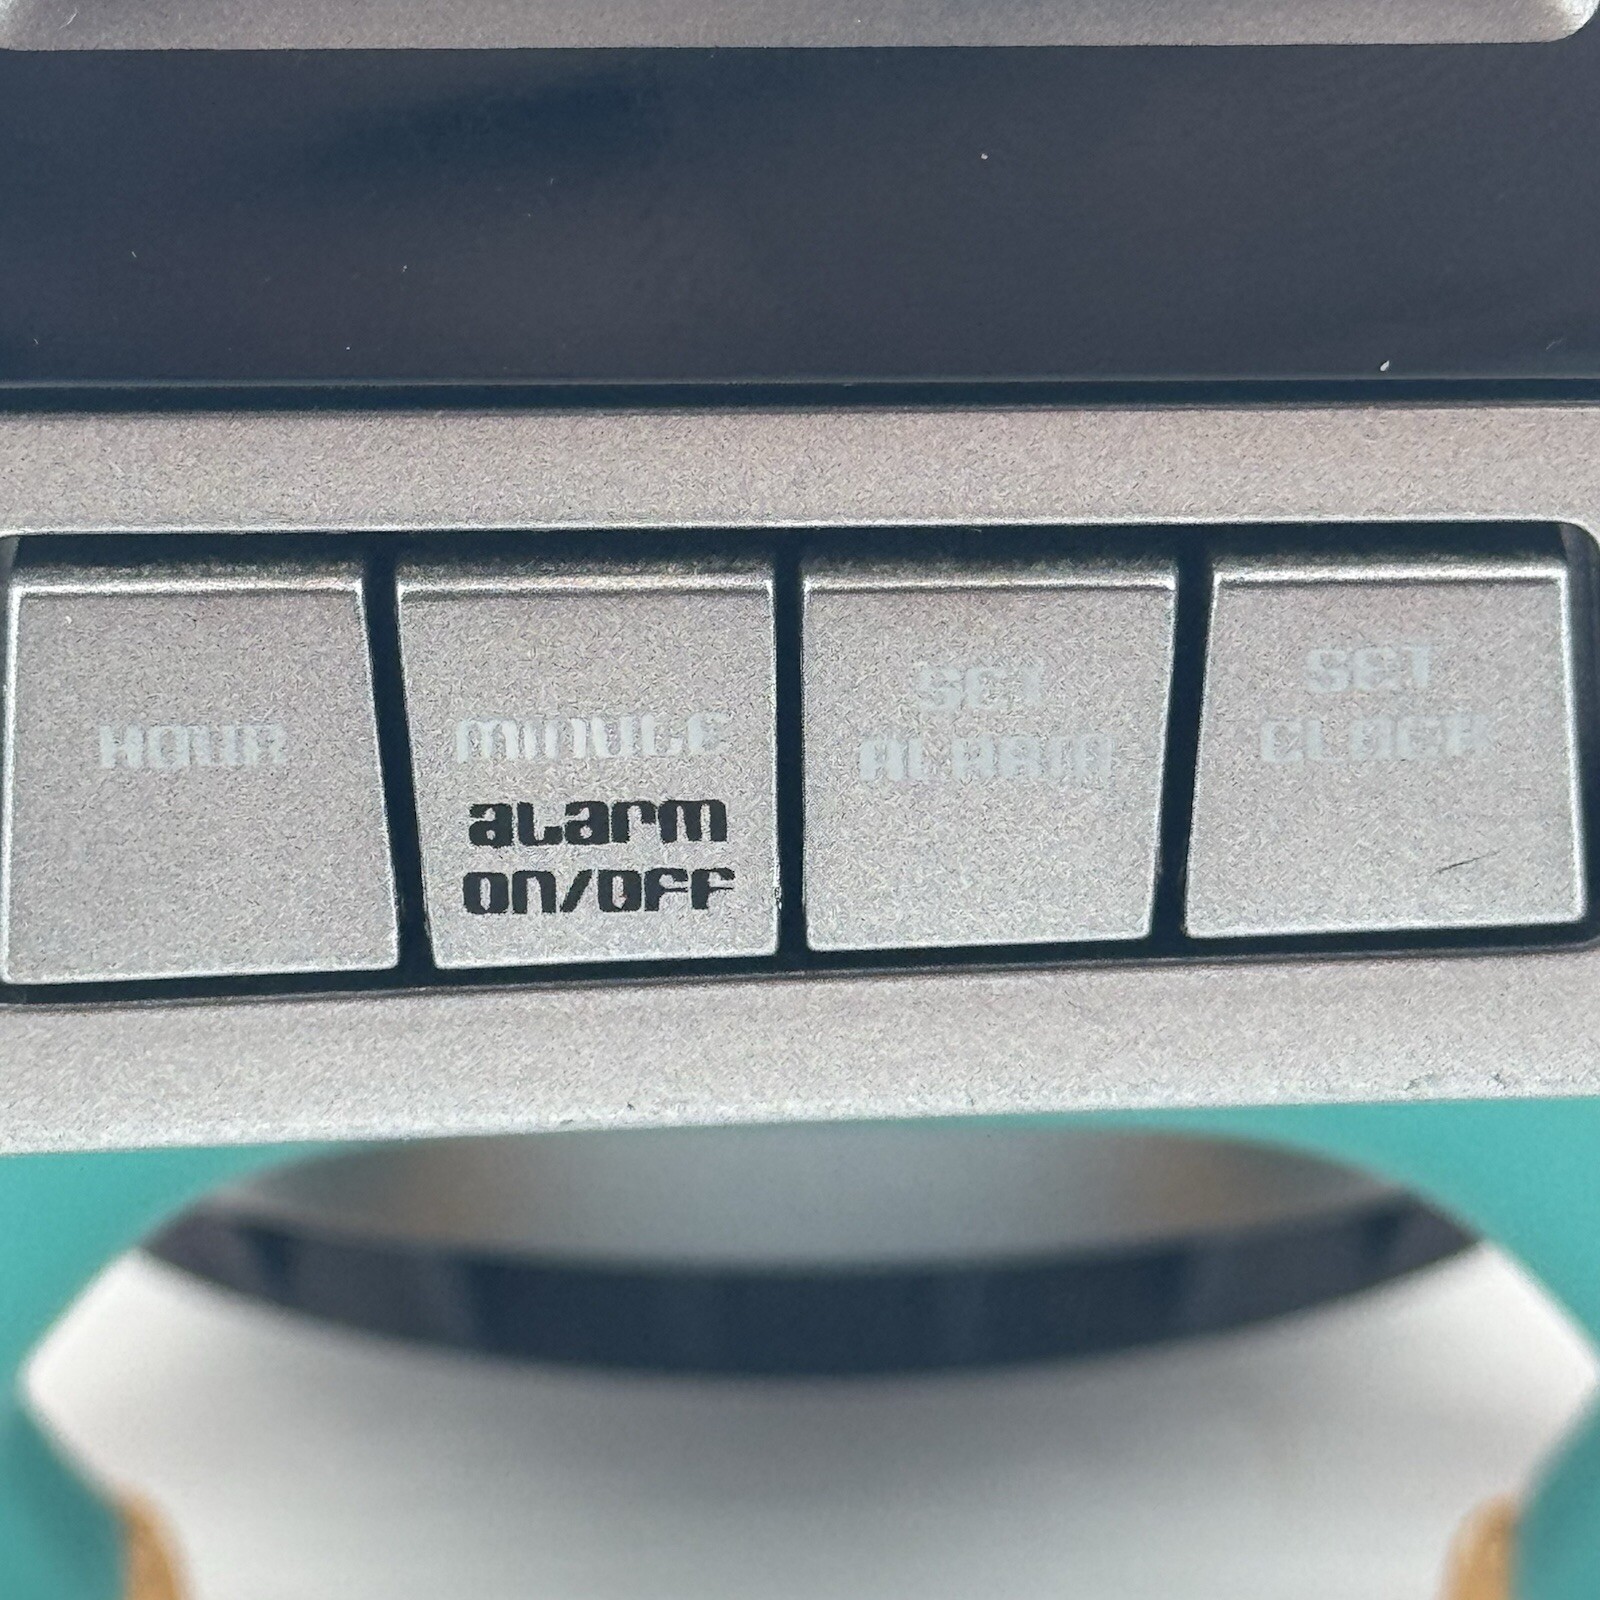 HOUR
MINUTE
alarm
ON/OFF
SET
ALARM
SET
CLOCK